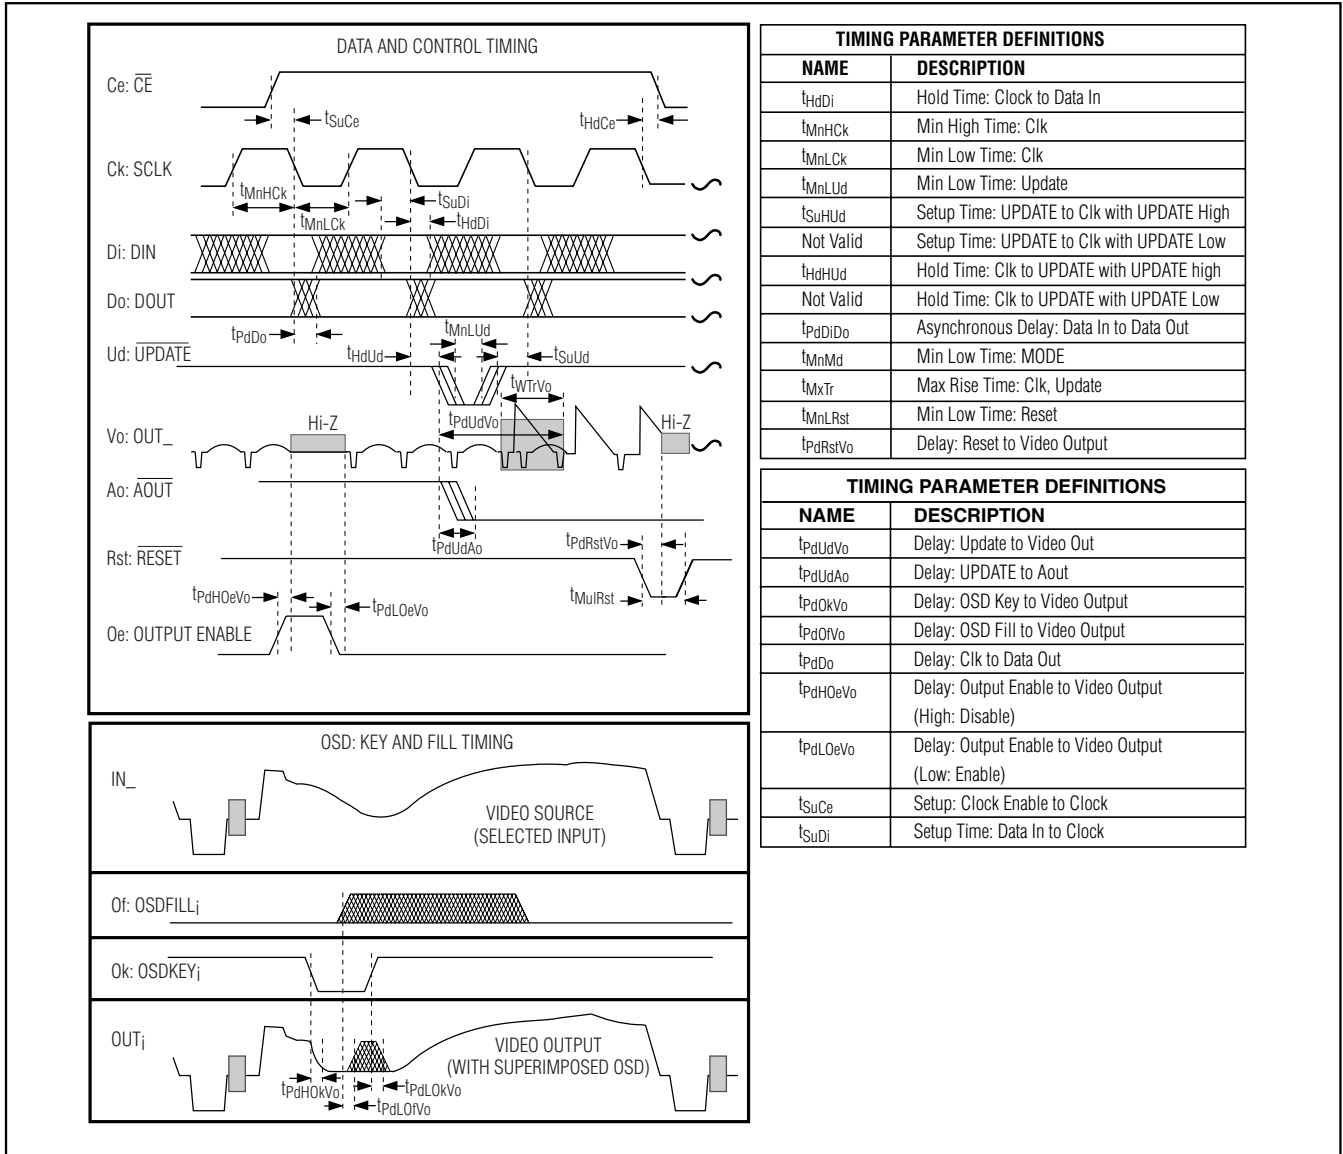 DATA AND CONTROL TIMING
Ce: CE
tSuCe
tHdCe
Ck: SCLK
tMnHCk
tMnLCk
tSuDi
tHdDi
Di: DIN
Do: DOUT
tPdDo
tMnLUd
Ud: UPDATE
tHdUd
tSuUd
tWTrVo
tPdUdVo
Vo: OUT_
Hi-Z
Hi-Z
Ao: AOUT
tPdUdAo
tPdRstVo
Rst: RESET
tMulRst
tPdHOeVo
tPdLOeVo
Oe: OUTPUT ENABLE
OSD: KEY AND FILL TIMING
IN_
VIDEO SOURCE
(SELECTED INPUT)
Of: OSDFILLi
Ok: OSDKEYi
OUTi
VIDEO OUTPUT
(WITH SUPERIMPOSED OSD)
tPdHOkVo
tPdLOkVo
tPdLOfVo
TIMING PARAMETER DEFINITIONS
NAME DESCRIPTION
tHdDi Hold Time: Clock to Data In
tMnHCk Min High Time: Clk
tMnLCk Min Low Time: Clk
tMnLUd Min Low Time: Update
tSuHUd Setup Time: UPDATE to Clk with UPDATE High
Not Valid Setup Time: UPDATE to Clk with UPDATE Low
tHdHUd Hold Time: Clk to UPDATE with UPDATE high
Not Valid Hold Time: Clk to UPDATE with UPDATE Low
tPdDiDo Asynchronous Delay: Data In to Data Out
tMnMd Min Low Time: MODE
tMxTr Max Rise Time: Clk, Update
tMnLRst Min Low Time: Reset
tPdRstVo Delay: Reset to Video Output
TIMING PARAMETER DEFINITIONS
NAME DESCRIPTION
tPdUdVo Delay: Update to Video Out
tPdUdAo Delay: UPDATE to Aout
tPdOkVo Delay: OSD Key to Video Output
tPdOfVo Delay: OSD Fill to Video Output
tPdDo Delay: Clk to Data Out
tPdHOeVo Delay: Output Enable to Video Output
(High: Disable)
tPdLOeVo Delay: Output Enable to Video Output
(Low: Enable)
tSuCe Setup: Clock Enable to Clock
tSuDi Setup Time: Data In to Clock